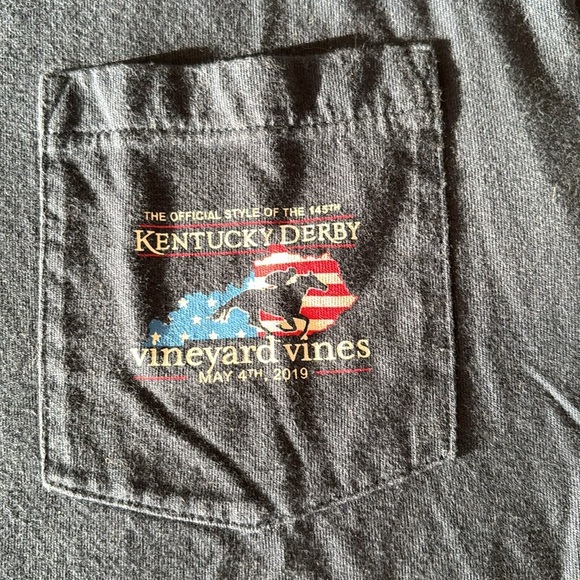 THE OFFICIAL STYLE OF THE 145TH
KENTUCKY DERBY
vineyard vines
MAY 4TH, 2019